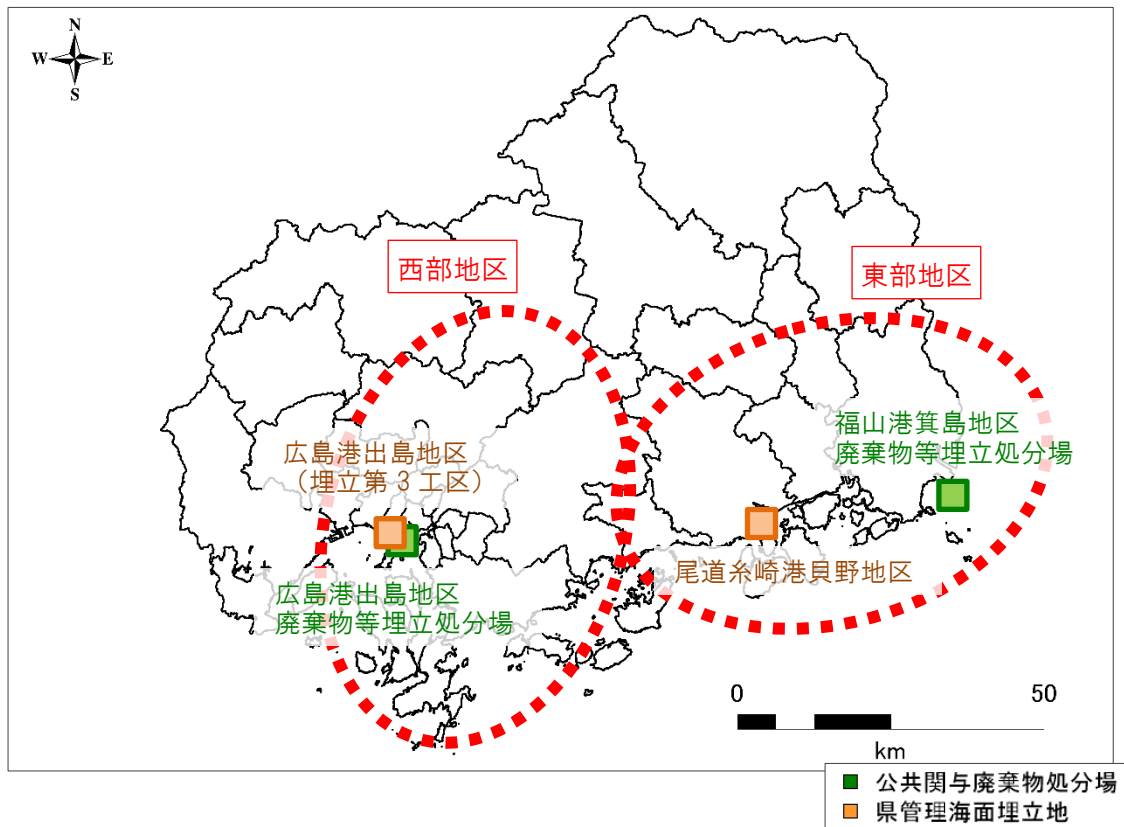 N
W
E
S
西部地区
東部地区
広島港出島地区
（埋立第3工区）
福山港箕島地区
廃棄物等埋立処分場
尾道糸崎港貝野地区
広島港出島地区
廃棄物等埋立処分場
0
50
km
公共関与廃棄物処分場
県管理海面埋立地